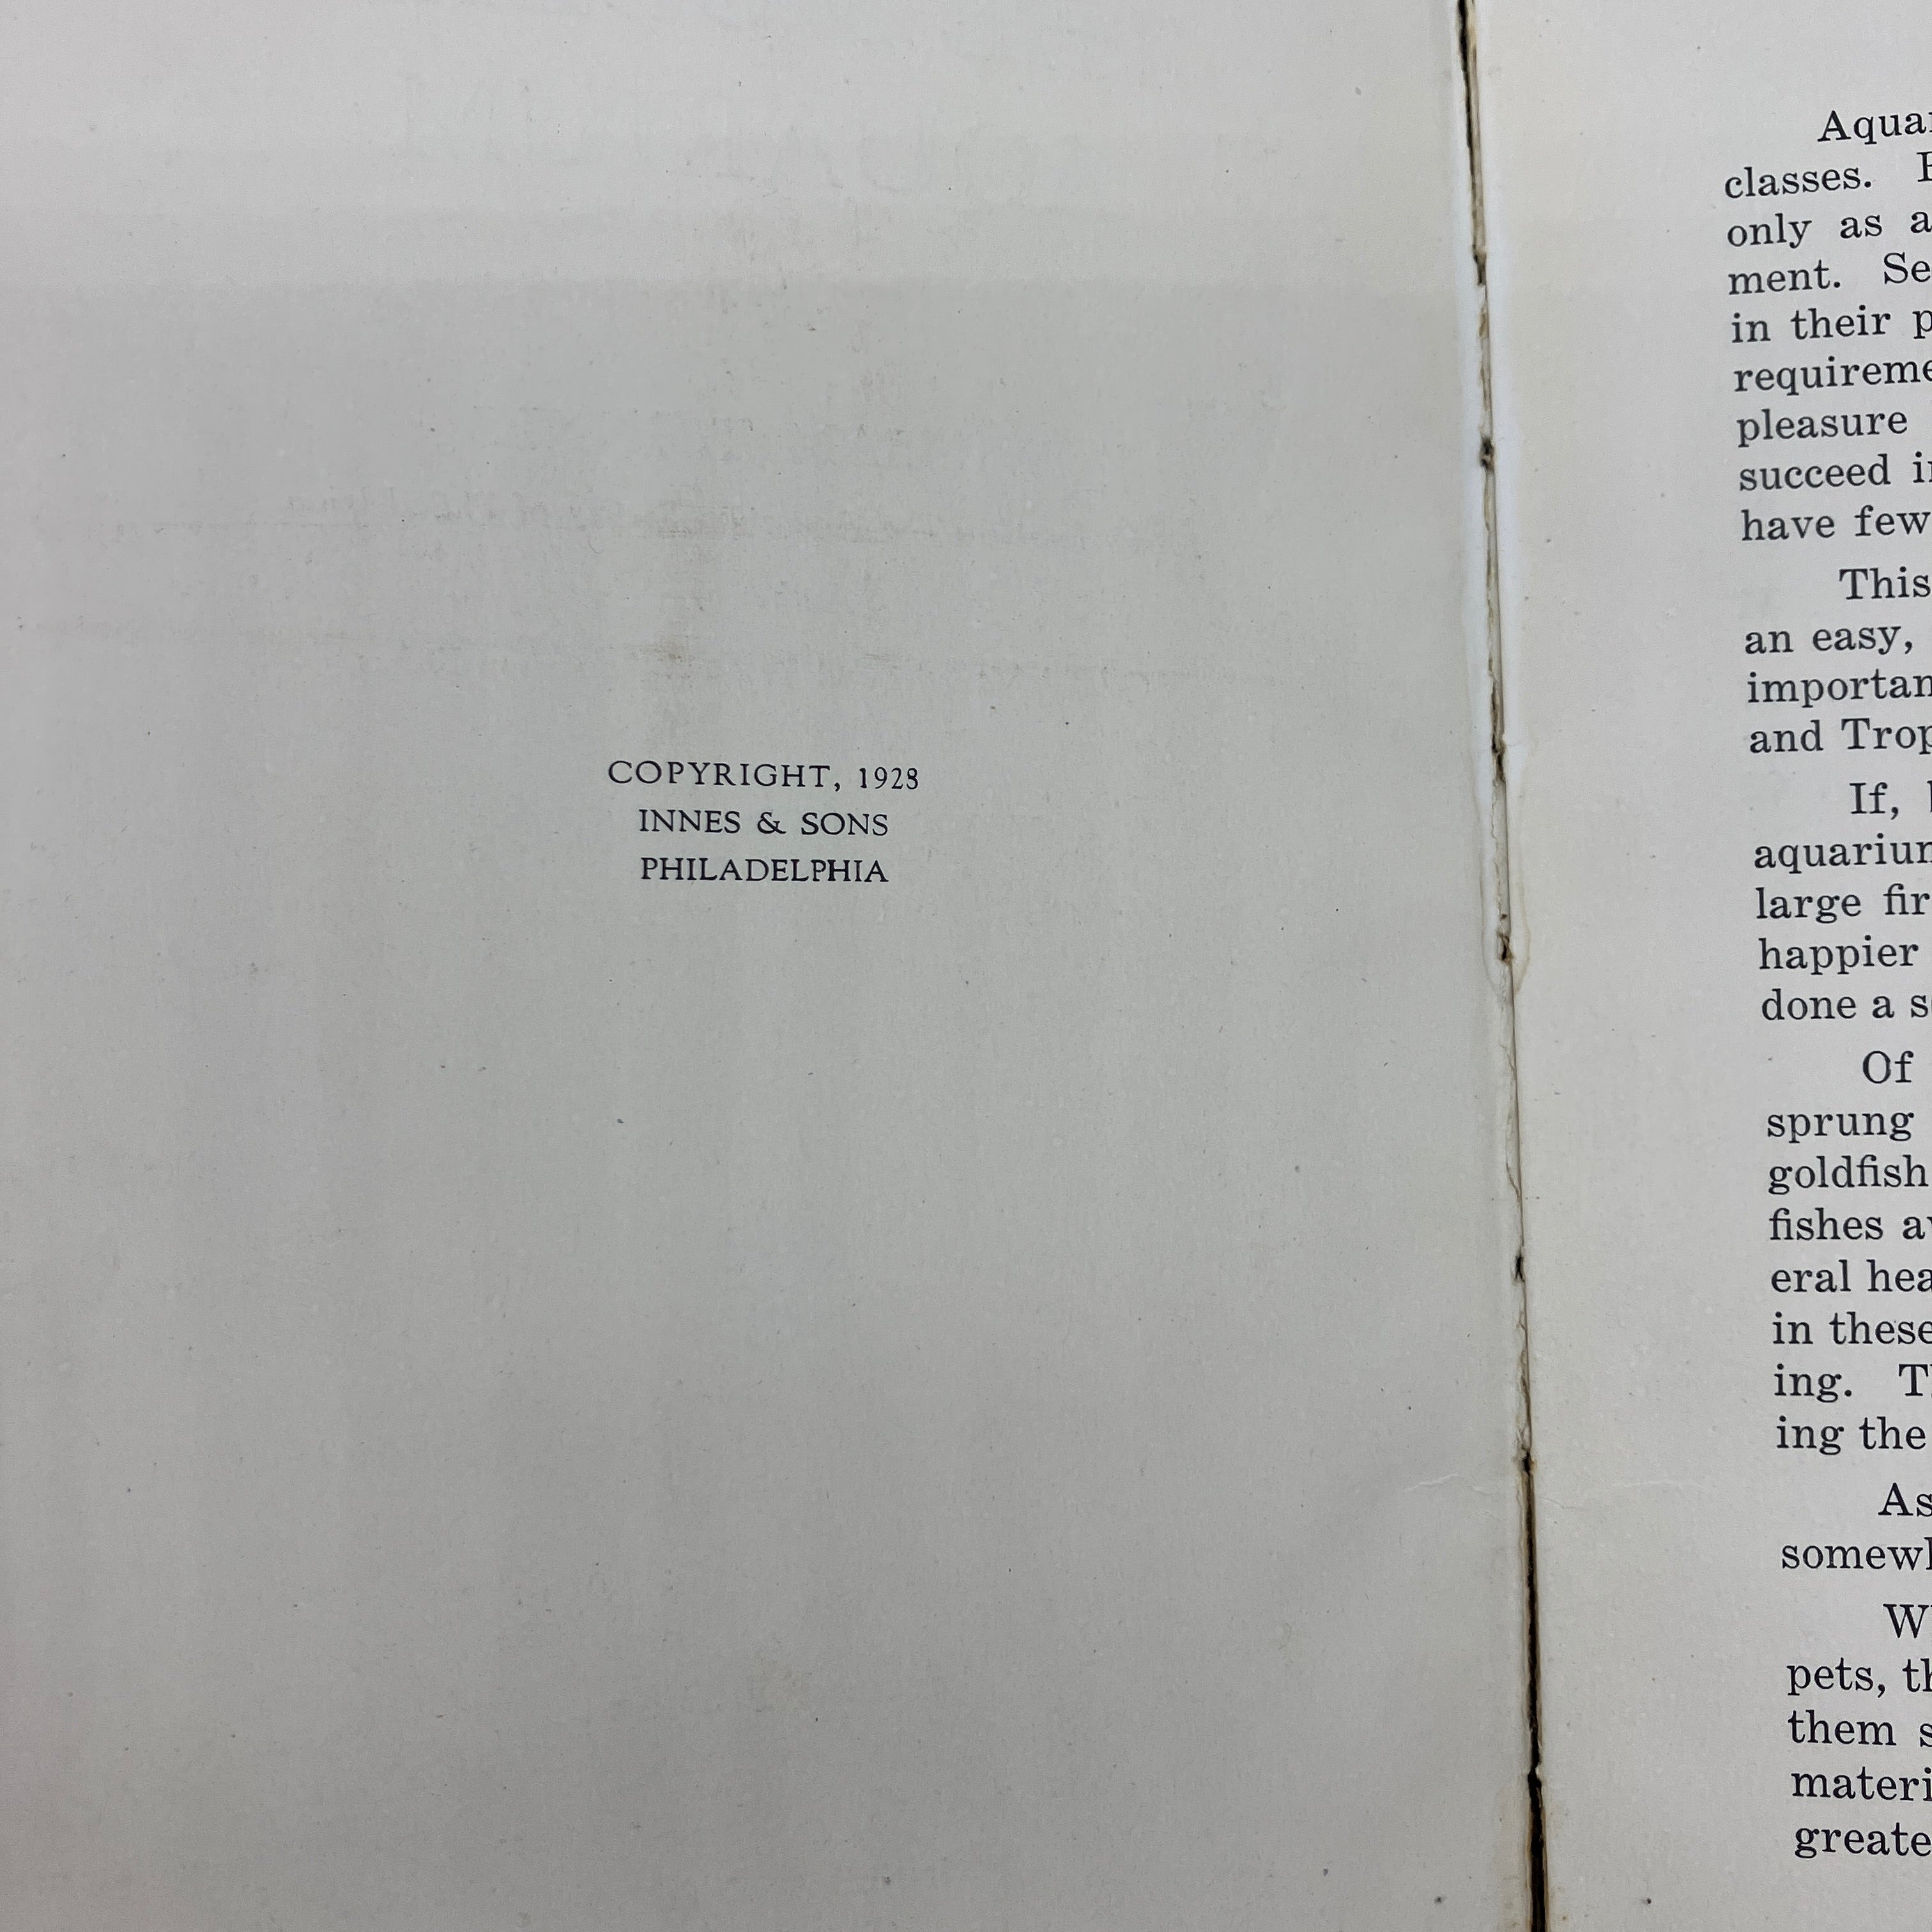 COPYRIGHT, 1928
INNES & SONS
PHILADELPHIA
Aquar
classes.
only as a
ment. Se
in their p
requireme
pleasure
succeed i
have few
This
an easy,
importan
and Trop
If,
aquariun
large fir
happier
done a s
Of
sprung
goldfish
fishes a
eral hea
in these
ing. T
ing the
As
somewh
W
pets, th
them s
materi
greate